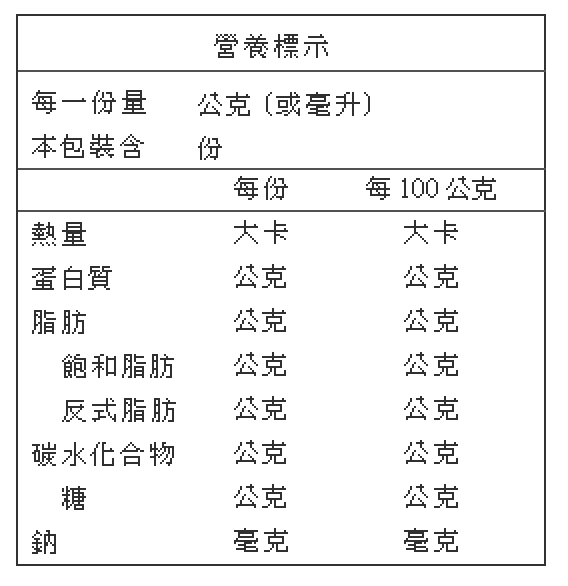 營養標示
每一份量 公克（或毫升）
本包裝含 份
每份 每 100 公克
熱量 大卡 大卡
蛋白質 公克 公克
脂肪 公克 公克
飽和脂肪 公克 公克
反式脂肪 公克 公克
碳水化合物 公克 公克
糖 公克 公克
鈉 毫克 毫克